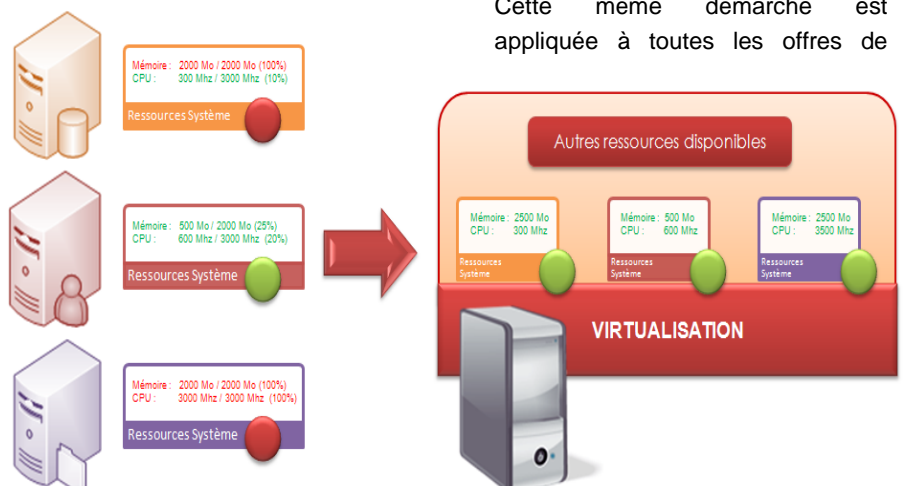 Cette même démarche est
appliquée à toutes les offres de
Mémoire : 2000 Mo / 2000 Mo (100%)
CPU : 300 Mhz / 3000 Mhz (10%)
Ressources Système
Mémoire : 500 Mo / 2000 Mo (25%)
CPU : 600 Mhz / 3000 Mhz (20%)
Ressources Système
Mémoire : 2000 Mo / 2000 Mo (100%)
CPU : 3000 Mhz / 3000 Mhz (100%)
Ressources Système
Autres ressources disponibles
Mémoire : 2500 Mo
CPU : 300 Mhz
Ressources
Système
Mémoire : 500 Mo
CPU : 600 Mhz
Ressources
Système
Mémoire : 2500 Mo
CPU : 3500 Mhz
Ressources
Système
VIRTUALISATION